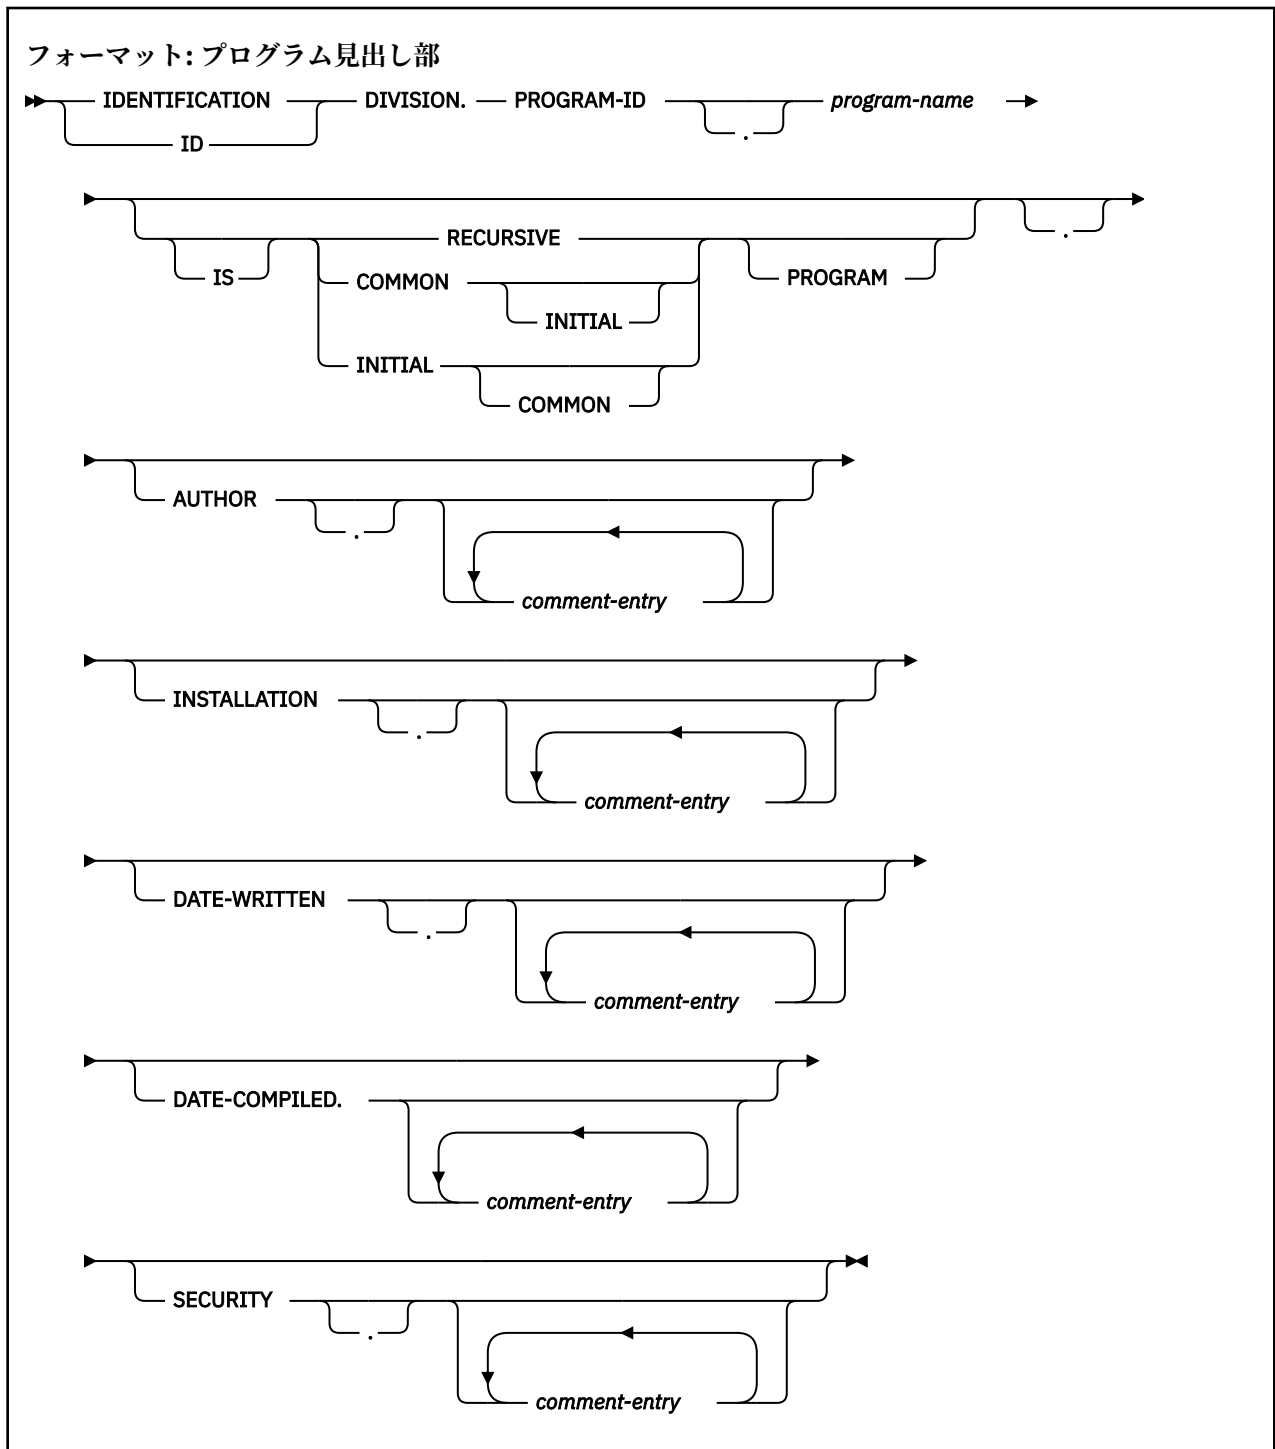 フォーマット: プログラム見出し部
IDENTIFICATION DIVISION. PROGRAM-ID program-name
ID .
RECURSIVE .
IS COMMON PROGRAM
INITIAL
INITIAL
COMMON
AUTHOR
.
comment-entry
INSTALLATION
.
comment-entry
DATE-WRITTEN
.
comment-entry
DATE-COMPILED.
comment-entry
SECURITY
.
comment-entry